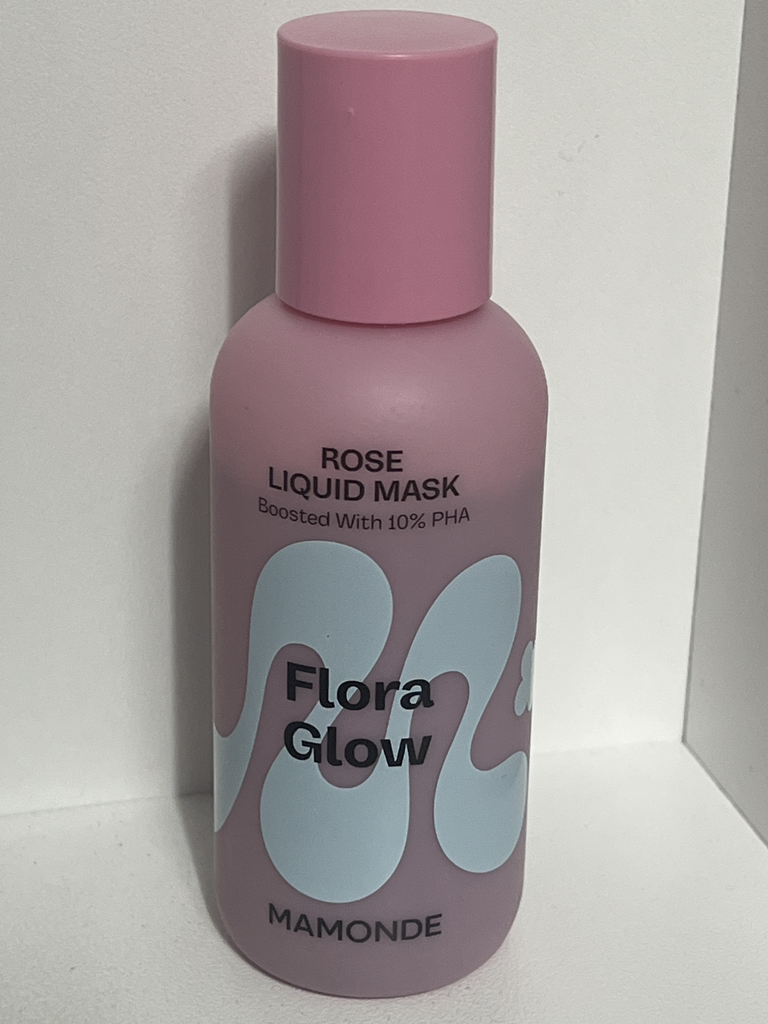 ROSE
LIQUID MASK
Boosted With 10% PHA
Flora
Glow
MAMONDE